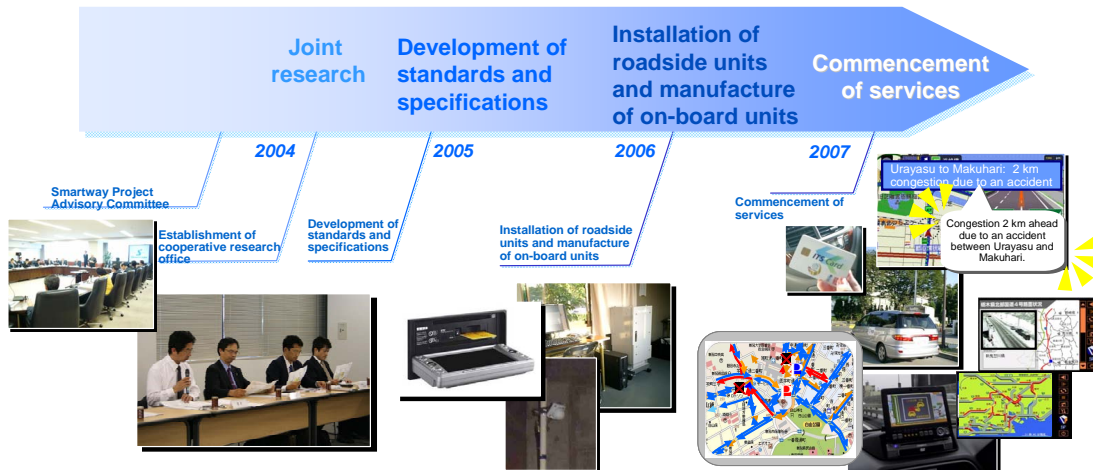 Joint
research
Development of
standards and
specifications
Installation of
roadside units
and manufacture
of on-board units
Commencement
of services
2004
2005
2006
2007
Smartway Project
Advisory Committee
Establishment of
cooperative research
office
Development of
standards and
specifications
Installation of roadside
units and manufacture
of on-board units
Commencement of
services
Urayasu to Makuhari: 2 km
congestion due to an accident
Congestion 2 km ahead
due to an accident
between Urayasu and
Makuhari.